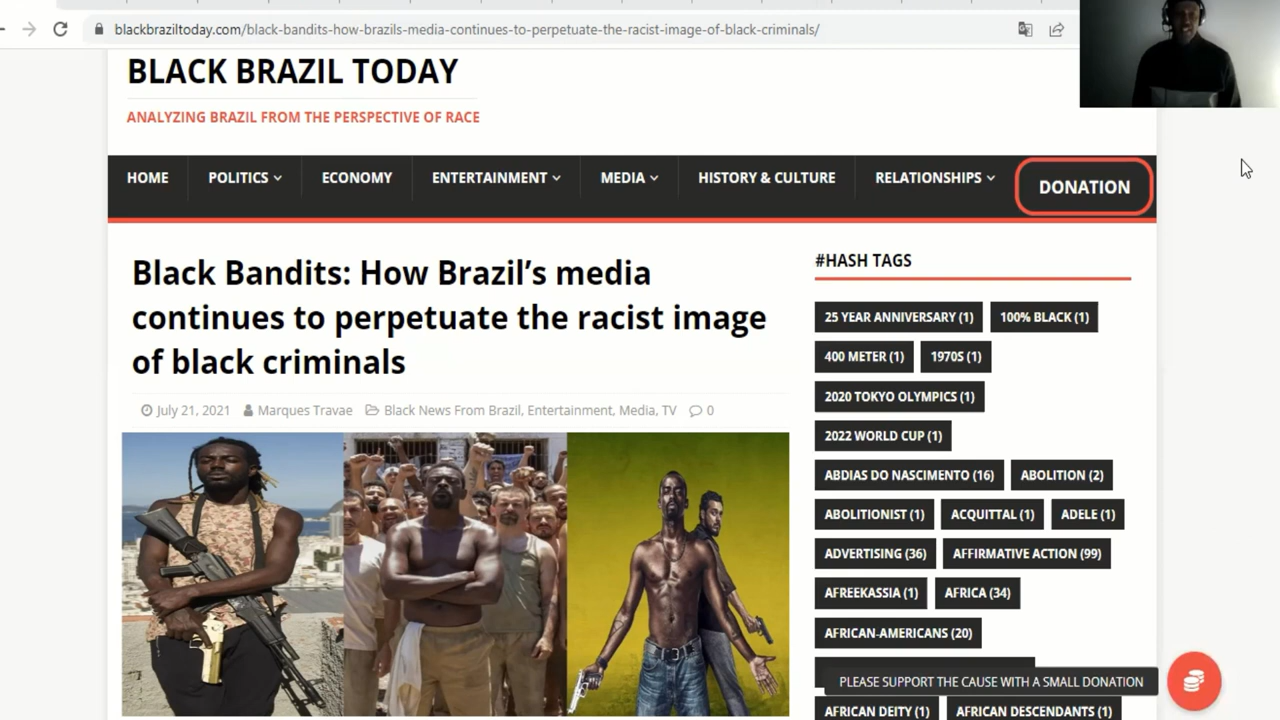 blackbraziltoday.com/black-bandits-how-brazils-media-continues-to-perpetuate-the-racist-image-of-black-criminals/
BLACK BRAZIL TODAY
ANALYZING BRAZIL FROM THE PERSPECTIVE OF RACE
HOME POLITICS ECONOMY ENTERTAINMENT MEDIA HISTORY & CULTURE RELATIONSHIPS DONATION
Black Bandits: How Brazil's media
continues to perpetuate the racist image
of black criminals
July 21, 2021 Marques Travae Black News From Brazil, Entertainment, Media, TV 0
#HASH TAGS
25 YEAR ANNIVERSARY (1) 100% BLACK (1)
400 METER (1) 1970S (1)
2020 TOKYO OLYMPICS (1)
2022 WORLD CUP (1)
ABDIAS DO NASCIMENTO (16) ABOLITION (2)
ABOLITIONIST (1) ACQUITTAL (1) ADELE (1)
ADVERTISING (36) AFFIRMATIVE ACTION (99)
AFREEKASSIA (1) AFRICA (34)
AFRICAN-AMERICANS (20)
PLEASE SUPPORT THE CAUSE WITH A SMALL DONATION
AFRICAN DEITY (1) AFRICAN DESCENDANTS (1)